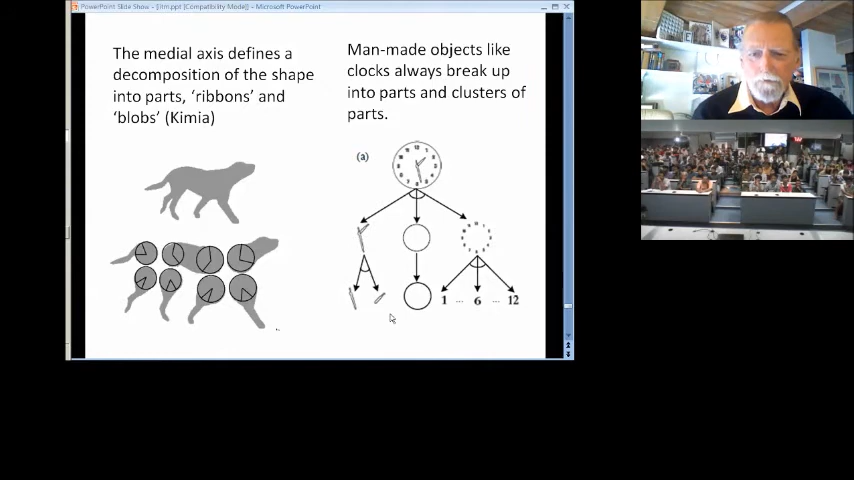 PowerPoint Slide Show - [itm.ppt [Compatibility Mode]] - Microsoft PowerPoint
The medial axis defines a
decomposition of the shape
into parts, ‘ribbons’ and
‘blobs’ (Kimia)
Man-made objects like
clocks always break up
into parts and clusters of
parts.
(a)
1 ... 6 ... 12